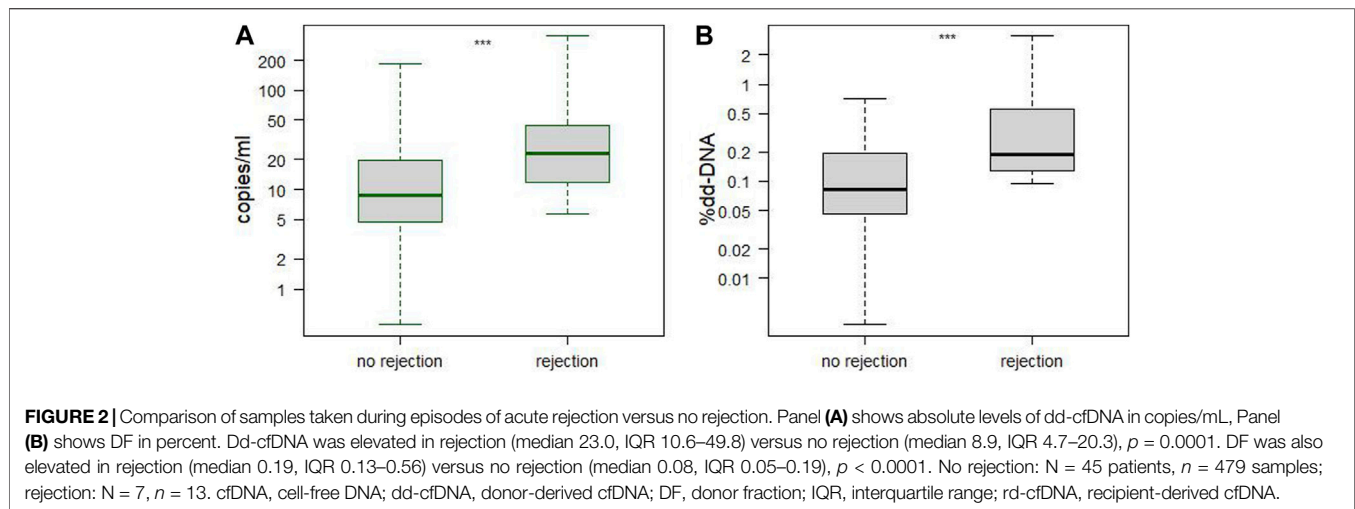 A
***
copies/ml
200
100
50
20
10
5
2
1
no rejection
rejection
B
***
%dd-DNA
2
1
0.5
0.2
0.1
0.05
0.02
0.01
no rejection
rejection
FIGURE 2 | Comparison of samples taken during episodes of acute rejection versus no rejection. Panel (A) shows absolute levels of dd-cfDNA in copies/mL, Panel
(B) shows DF in percent. Dd-cfDNA was elevated in rejection (median 23.0, IQR 10.6–49.8) versus no rejection (median 8.9, IQR 4.7–20.3), p = 0.0001. DF was also
elevated in rejection (median 0.19, IQR 0.13–0.56) versus no rejection (median 0.08, IQR 0.05–0.19), p < 0.0001. No rejection: N = 45 patients, n = 479 samples;
rejection: N = 7, n = 13. cfDNA, cell-free DNA; dd-cfDNA, donor-derived cfDNA; DF, donor fraction; IQR, interquartile range; rd-cfDNA, recipient-derived cfDNA.